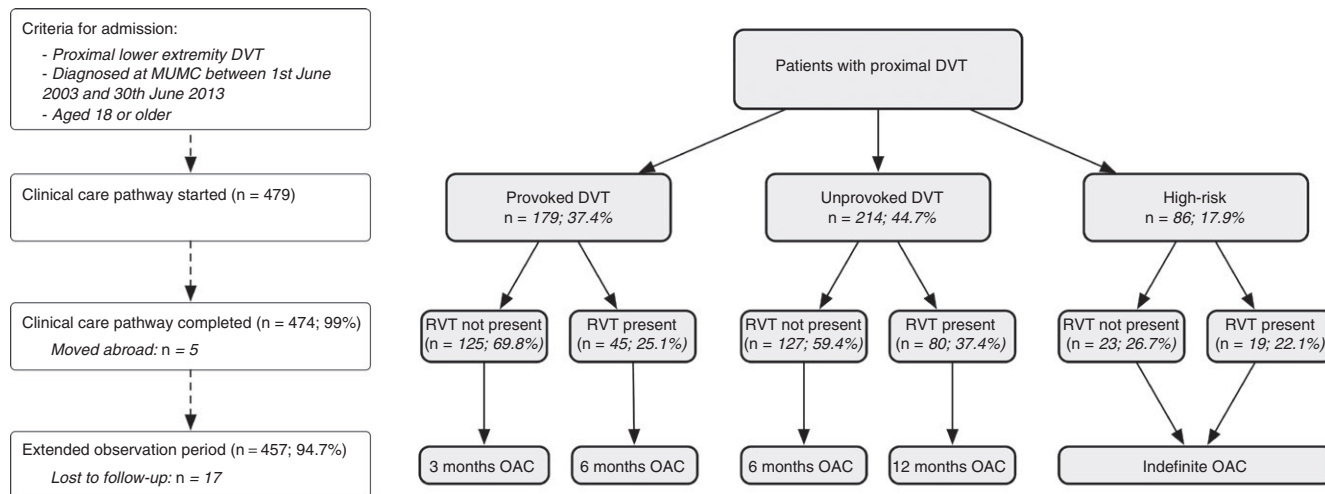 Criteria for admission:
- Proximal lower extremity DVT
- Diagnosed at MUMC between 1st June
2003 and 30th June 2013
- Aged 18 or older
Clinical care pathway started (n = 479)
Clinical care pathway completed (n = 474; 99%)
Moved abroad: n = 5
Extended observation period (n = 457; 94.7%)
Lost to follow-up: n = 17
Patients with proximal DVT
Provoked DVT
n = 179; 37.4%
Unprovoked DVT
n = 214; 44.7%
High-risk
n = 86; 17.9%
RVT not present
(n = 125; 69.8%)
RVT present
(n = 45; 25.1%)
RVT not present
(n = 127; 59.4%)
RVT present
(n = 80; 37.4%)
RVT not present
(n = 23; 26.7%)
RVT present
(n = 19; 22.1%)
3 months OAC
6 months OAC
6 months OAC
12 months OAC
Indefinite OAC